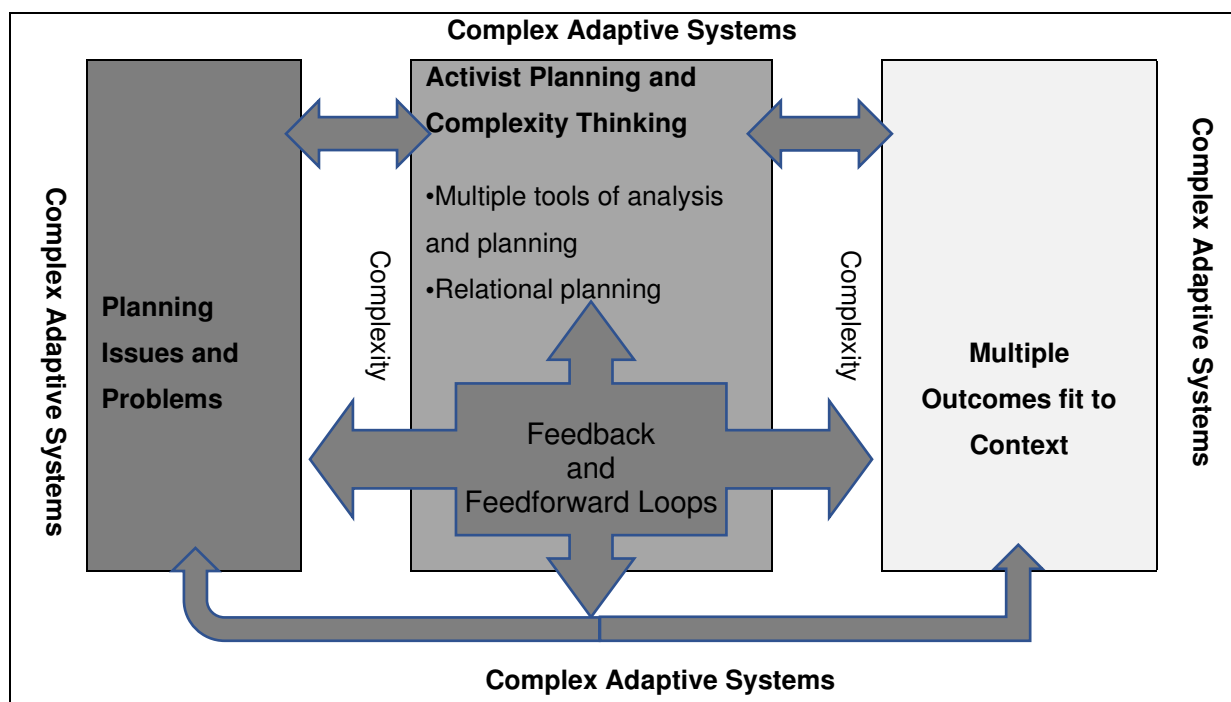 Complex Adaptive Systems
Activist Planning and
Complexity Thinking
•Multiple tools of analysis
and planning
•Relational planning
Complex Adaptive Systems
Planning
Issues and
Problems
Complexity
Feedback
and
Feedforward Loops
Complexity
Multiple
Outcomes fit to
Context
Complex Adaptive Systems
Complex Adaptive Systems